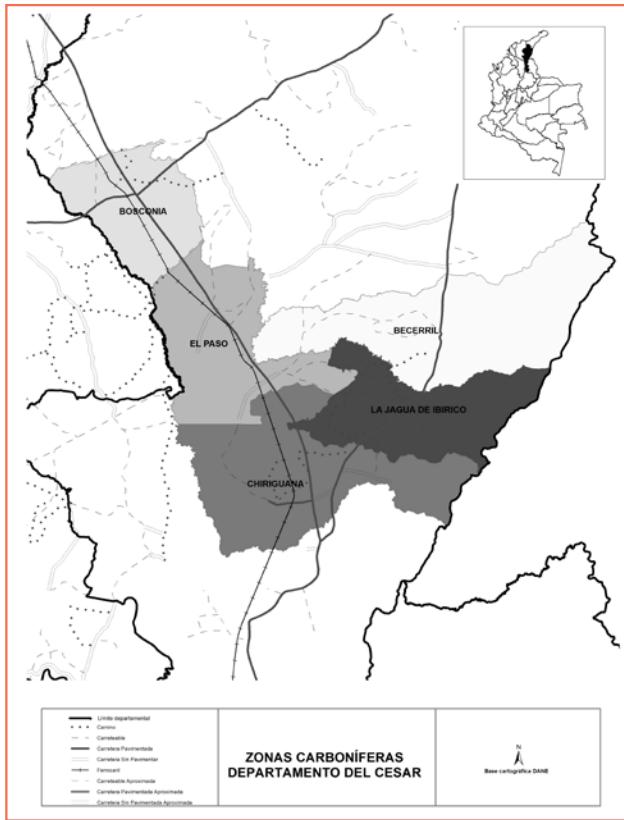 BOSCONIA
BECERRIL
EL PASO
LA JAGUA DE IBIRICO
CHIRIGUANA
Límite departamental
Camino
Carreteable
Carretera Pavimentada
Carretera Sin Pavimentar
Ferrocarril
Carreteable Aproximada
Carretera Pavimentada Aproximada
Carretera Sin Pavimentada Aproximada
ZONAS CARBONÍFERAS
DEPARTAMENTO DEL CESAR
N
Base cartográfica DANE